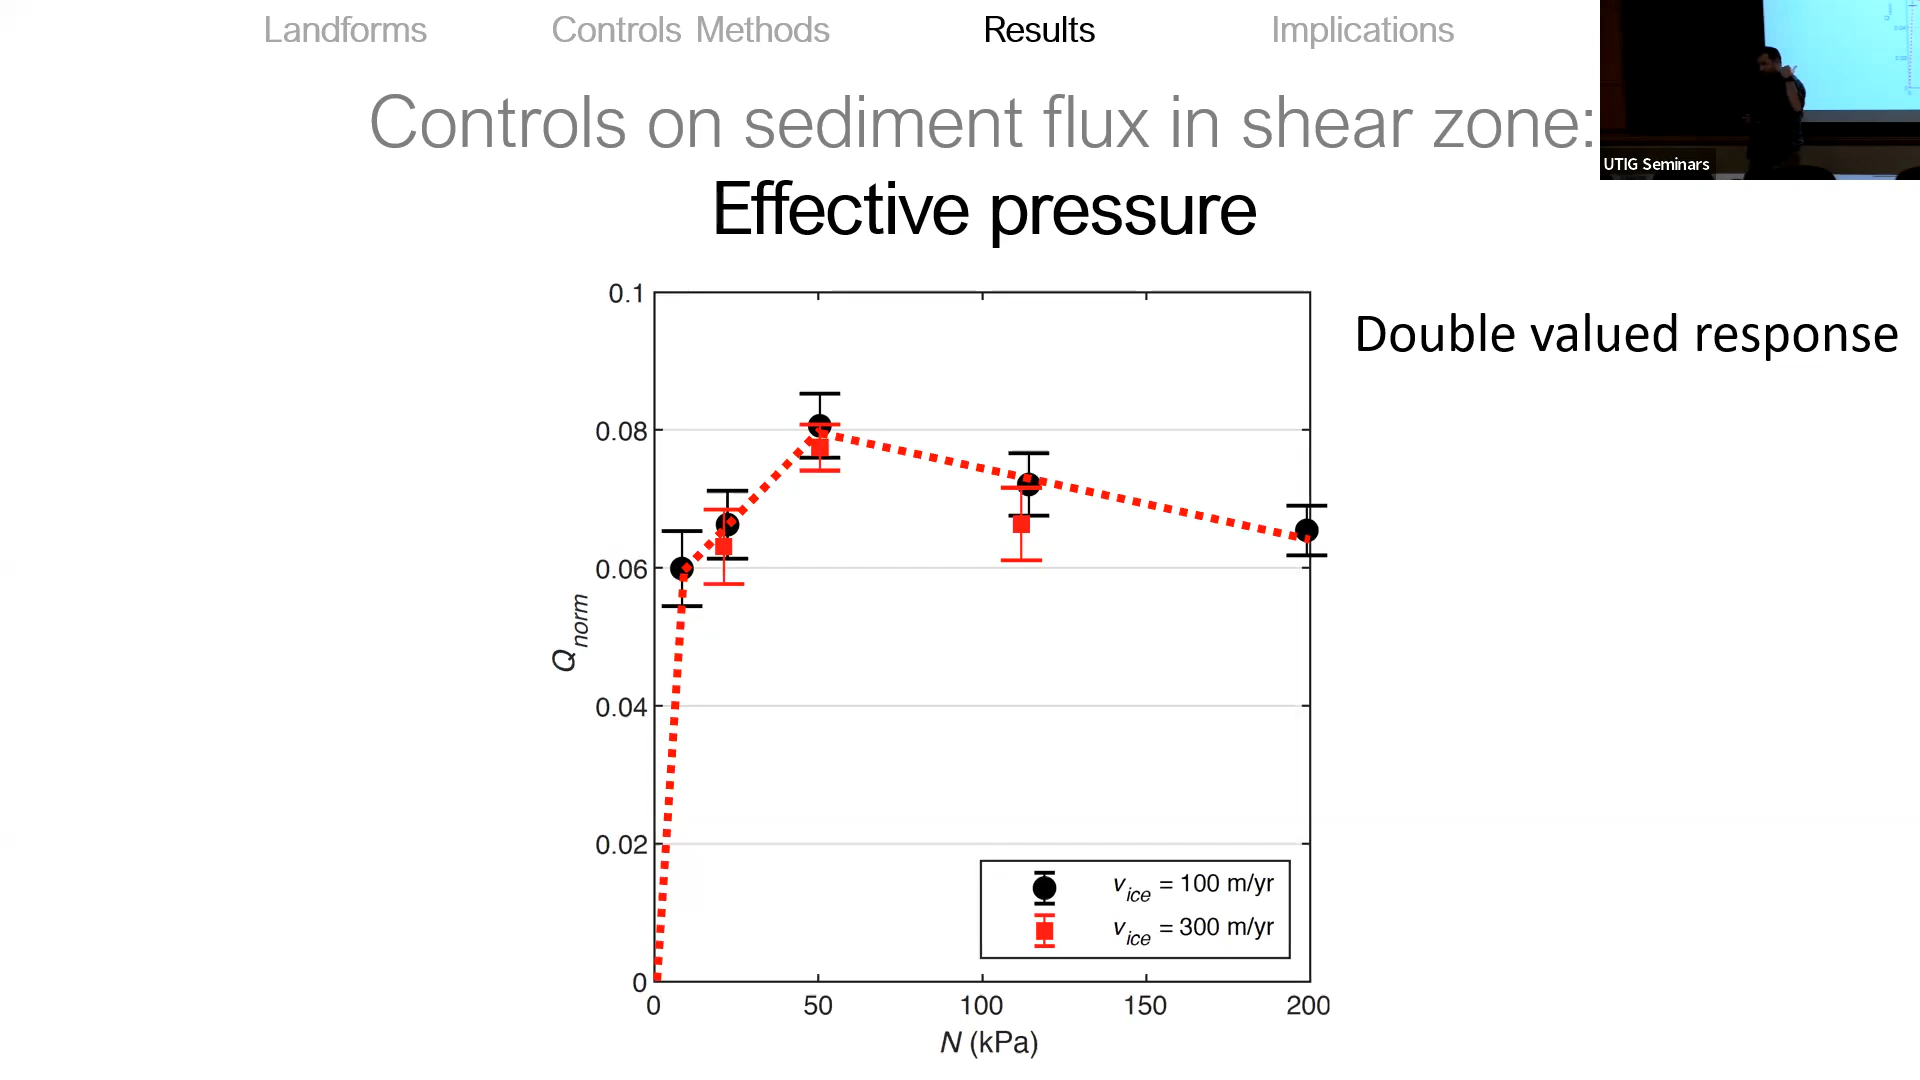 Landforms Controls Methods Results Implications
Controls on sediment flux in shear zone:
Effective pressure
UTIG Seminars
Double valued response
0.1
0.08
0.06
0.04
0.02
0
Q norm
0 50 100 150 200
N (kPa)
v ice = 100 m/yr
v ice = 300 m/yr